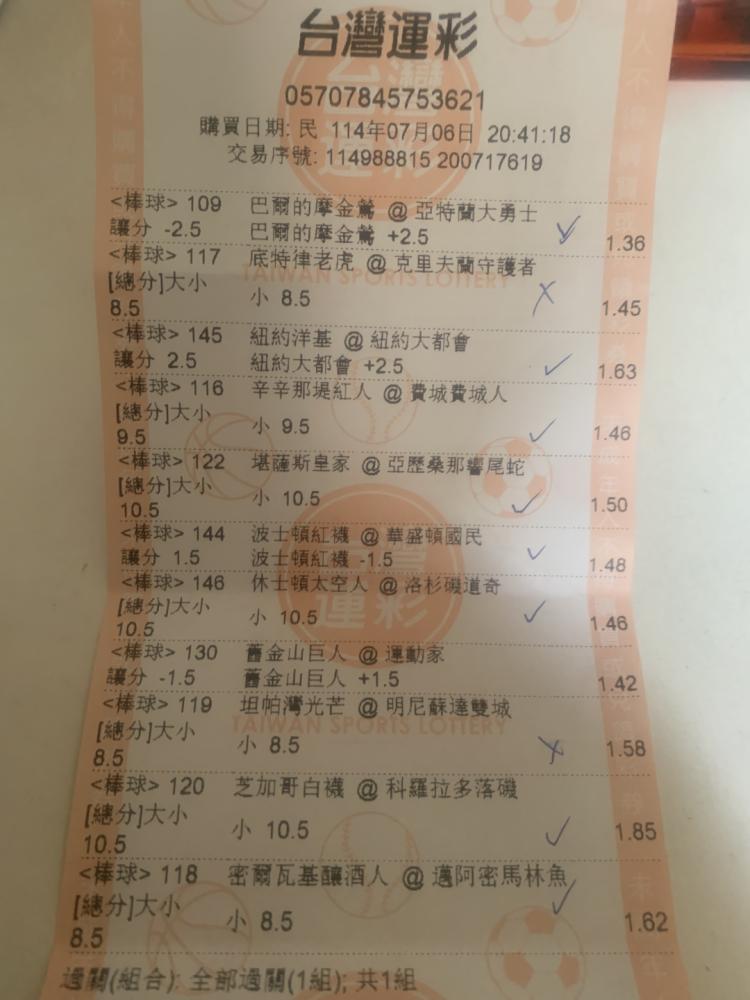 台灣運彩
05707845753621
購買日期: 民 114年07月06日 20:41:18
交易序號: 114988815 200717619
<棒球> 109 巴爾的摩金鶯 @ 亞特蘭大勇士
讓分 -2.5 巴爾的摩金鶯 +2.5 1.36
<棒球> 117 底特律老虎 @ 克里夫蘭守護者
TAIWAN SPORTS LOTTERY
[總分]大小 小 8.5 1.45
8.5
<棒球> 145 紐約洋基 @ 紐約大都會
讓分 2.5 紐約大都會 +2.5 1.63
<棒球> 116 辛辛那堤紅人 @ 費城費城人
[總分]大小 小 9.5 1.46
9.5
<棒球> 122 堪薩斯皇家 @ 亞歷桑那響尾蛇
[總分]大小 小 10.5 1.50
10.5
<棒球> 144 波士頓紅襪 @ 華盛頓國民
讓分 1.5 波士頓紅襪 -1.5 1.48
<棒球> 146 休士頓太空人 @ 洛杉磯道奇
[總分]大小 小 10.5 1.46
10.5
<棒球> 130 舊金山巨人 @ 運動家
讓分 -1.5 舊金山巨人 +1.5 1.42
<棒球> 119 坦帕灣光芒 @ 明尼蘇達雙城
TAIWAN SPORTS LOTTERY
[總分]大小 小 8.5 1.58
8.5
<棒球> 120 芝加哥白襪 @ 科羅拉多落磯
[總分]大小 小 10.5 1.85
10.5
<棒球> 118 密爾瓦基釀酒人 @ 邁阿密馬林魚
[總分]大小 小 8.5 1.62
8.5
過關(組合): 全部過關(1組); 共1組